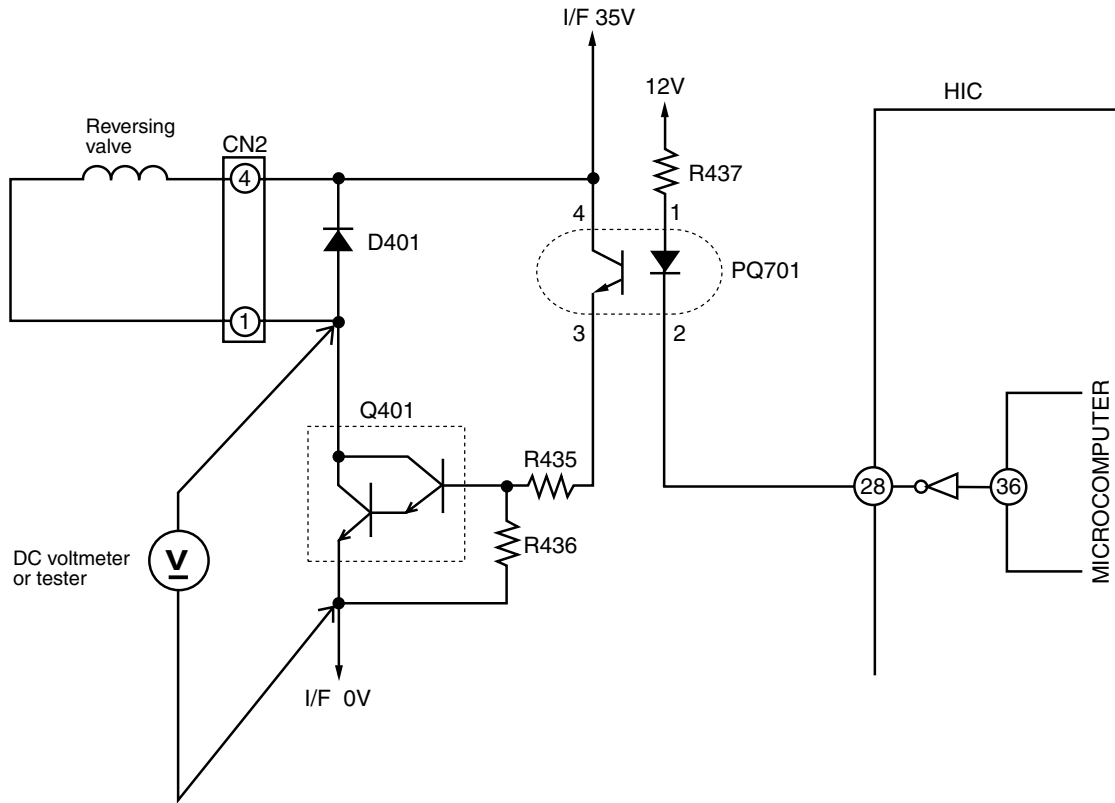 I/F 35V
12V
HIC
Reversing
valve
CN2
4
R437
4
1
D401
PQ701
1
3
2
Q401
R435
28
36
MICROCOMPUTER
R436
DC voltmeter
or tester
V
I/F 0V